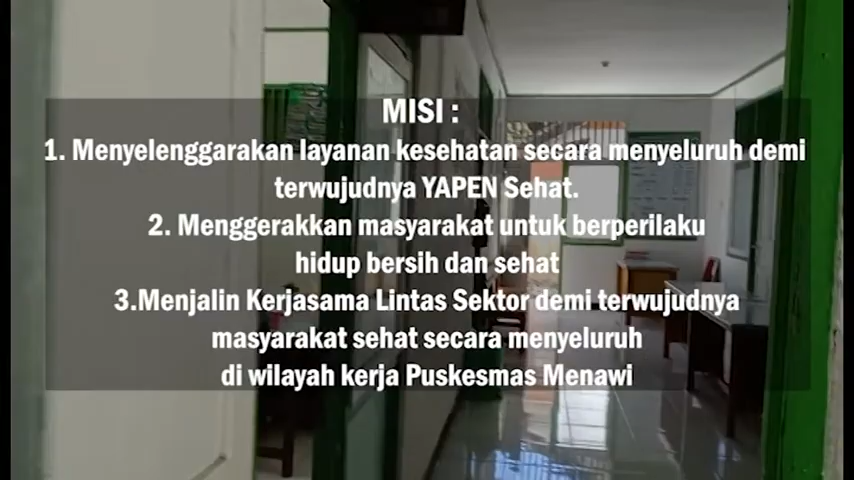 MISI :
1. Menyelenggarakan layanan kesehatan secara menyeluruh demi
terwujudnya YAPEN Sehat.
2. Menggerakkan masyarakat untuk berperilaku
hidup bersih dan sehat
3.Menjalin Kerjasama Lintas Sektor demi terwujudnya
masyarakat sehat secara menyeluruh
di wilayah kerja Puskesmas Menawi